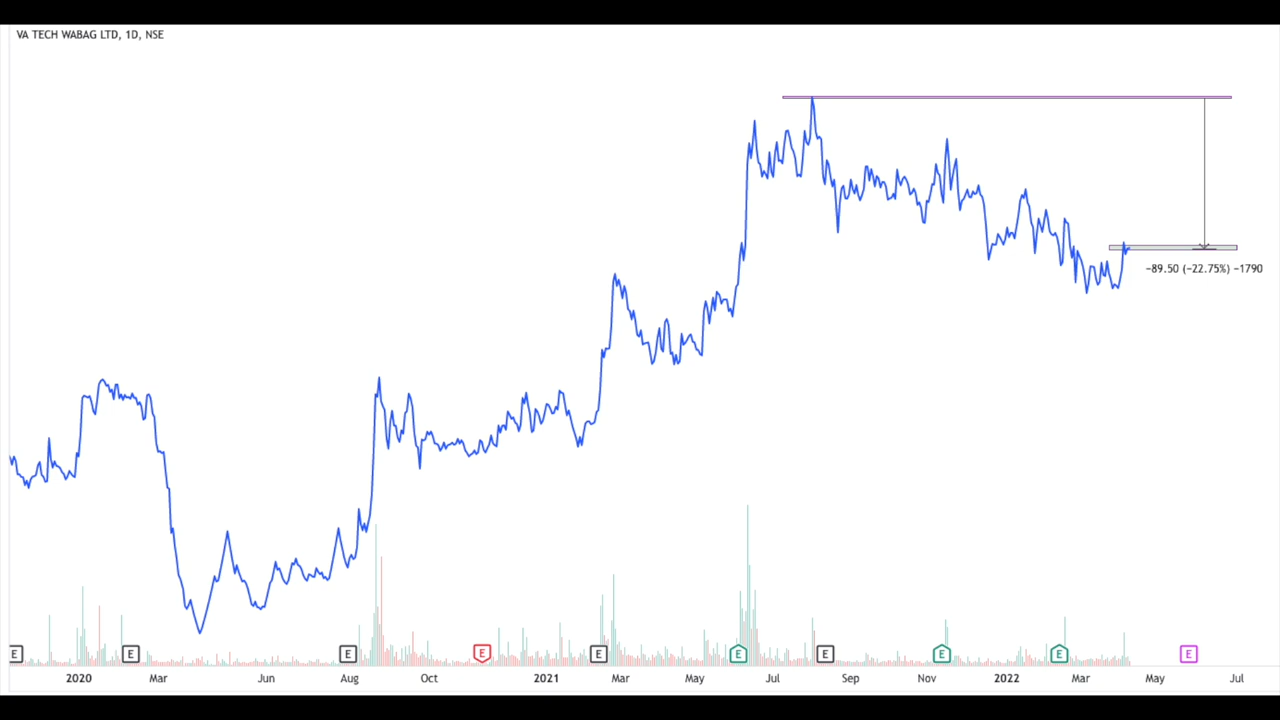 VA TECH WABAG LTD, 1D, NSE
−89.50 (−22.75%) −1790
E E E E E E E E E E
2020 Mar Jun Aug Oct 2021 Mar May Jul Sep Nov 2022 Mar May Jul